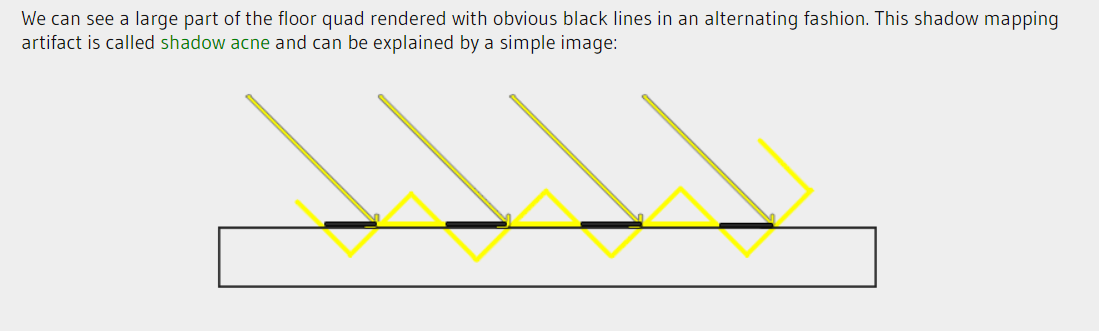 We can see a large part of the floor quad rendered with obvious black lines in an alternating fashion. This shadow mapping
artifact is called shadow acne and can be explained by a simple image: